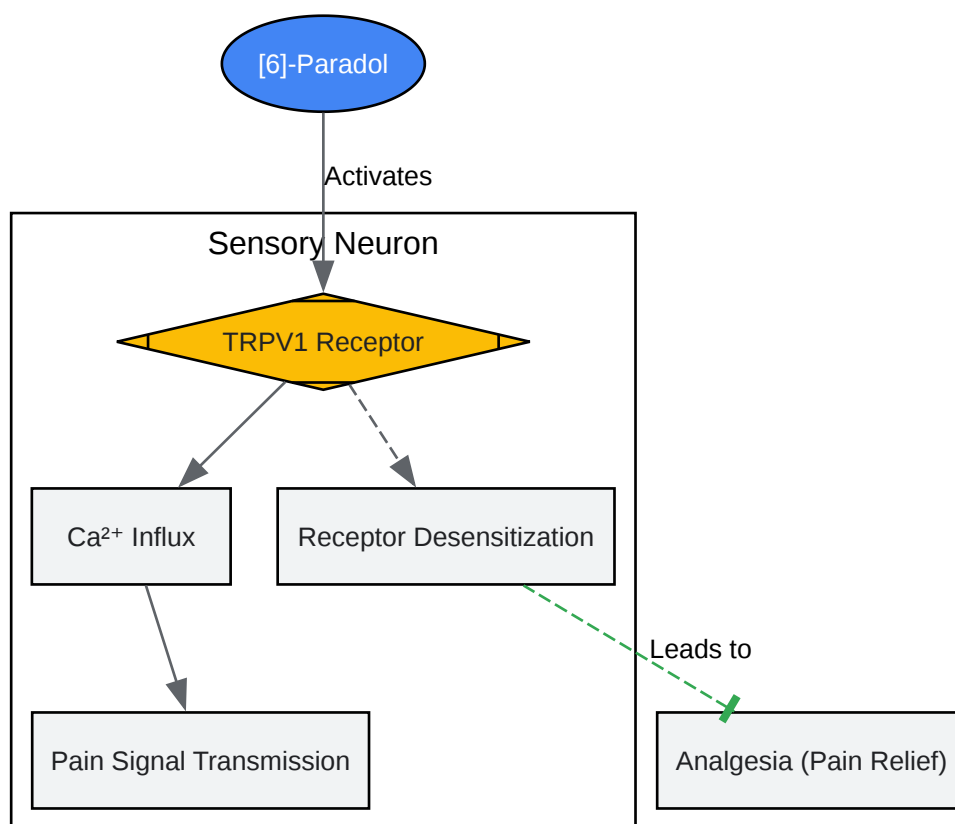 [6]-Paradol
Activates
Sensory Neuron
TRPV1 Receptor
Ca²⁺ Influx
Receptor Desensitization
Leads to
Pain Signal Transmission
Analgesia (Pain Relief)